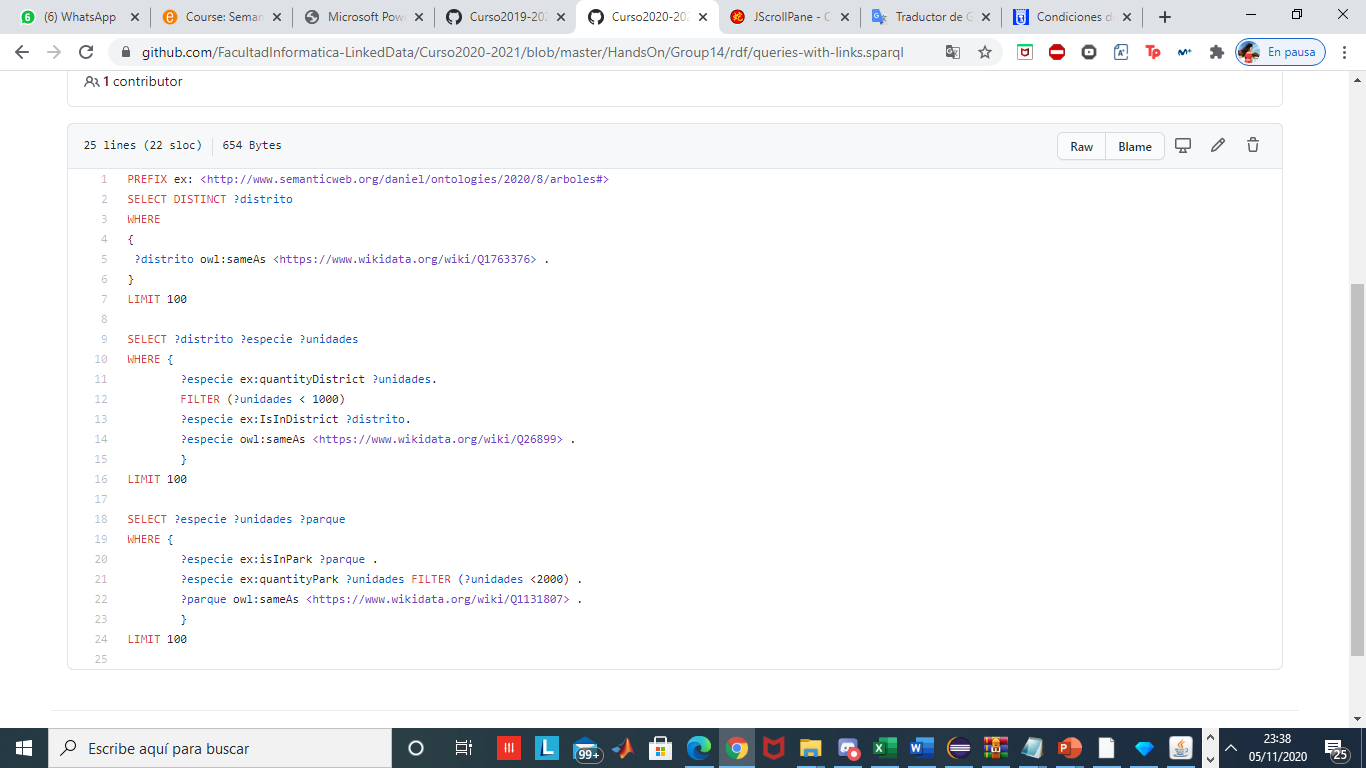 (6) WhatsApp
Course: Seman
Microsoft Pow
Curso2019-202
Curso2020-202
JScrollPane - C
Traductor de G
Condiciones d
github.com/FacultadInformatica-LinkedData/Curso2020-2021/blob/master/HandsOn/Group14/rdf/queries-with-links.sparql
En pausa
1 contributor
25 lines (22 sloc) 654 Bytes
Raw Blame
1 PREFIX ex: <http://www.semanticweb.org/daniel/ontologies/2020/8/arboles#>
2 SELECT DISTINCT ?distrito
3 WHERE
4 {
5 ?distrito owl:sameAs <https://www.wikidata.org/wiki/Q1763376> .
6 }
7 LIMIT 100
8
9 SELECT ?distrito ?especie ?unidades
10 WHERE {
11 ?especie ex:quantityDistrict ?unidades.
12 FILTER (?unidades < 1000)
13 ?especie ex:IsInDistrict ?distrito.
14 ?especie owl:sameAs <https://www.wikidata.org/wiki/Q26899> .
15 }
16 LIMIT 100
17
18 SELECT ?especie ?unidades ?parque
19 WHERE {
20 ?especie ex:isInPark ?parque .
21 ?especie ex:quantityPark ?unidades FILTER (?unidades <2000) .
22 ?parque owl:sameAs <https://www.wikidata.org/wiki/Q1131807> .
23 }
24 LIMIT 100
25
Escribe aquí para buscar
99+
23:38
05/11/2020
25